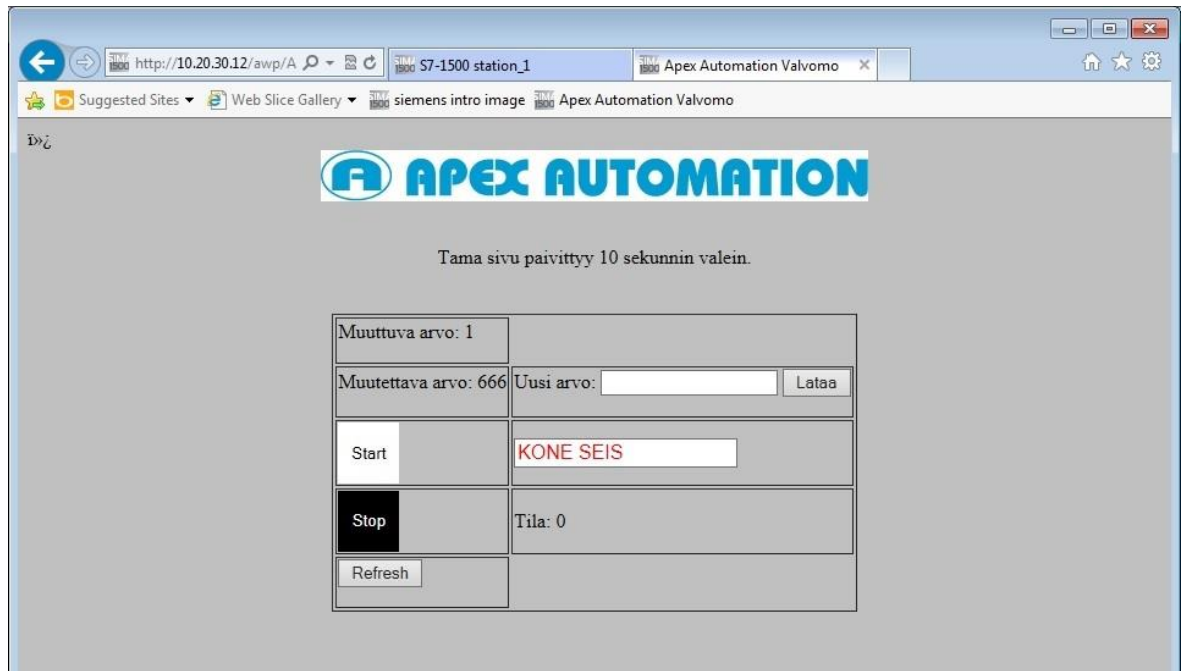 http://10.20.30.12/awp/A
S7-1500 station_1
Apex Automation Valvomo
Suggested Sites
Web Slice Gallery
siemens intro image
Apex Automation Valvomo
ï»¿
APEX AUTOMATION
Tama sivu paivittyy 10 sekunnin valein.
Muuttuva arvo: 1
Muutettava arvo: 666 Uusi arvo: Lataa
Start KONE SEIS
Stop Tila: 0
Refresh